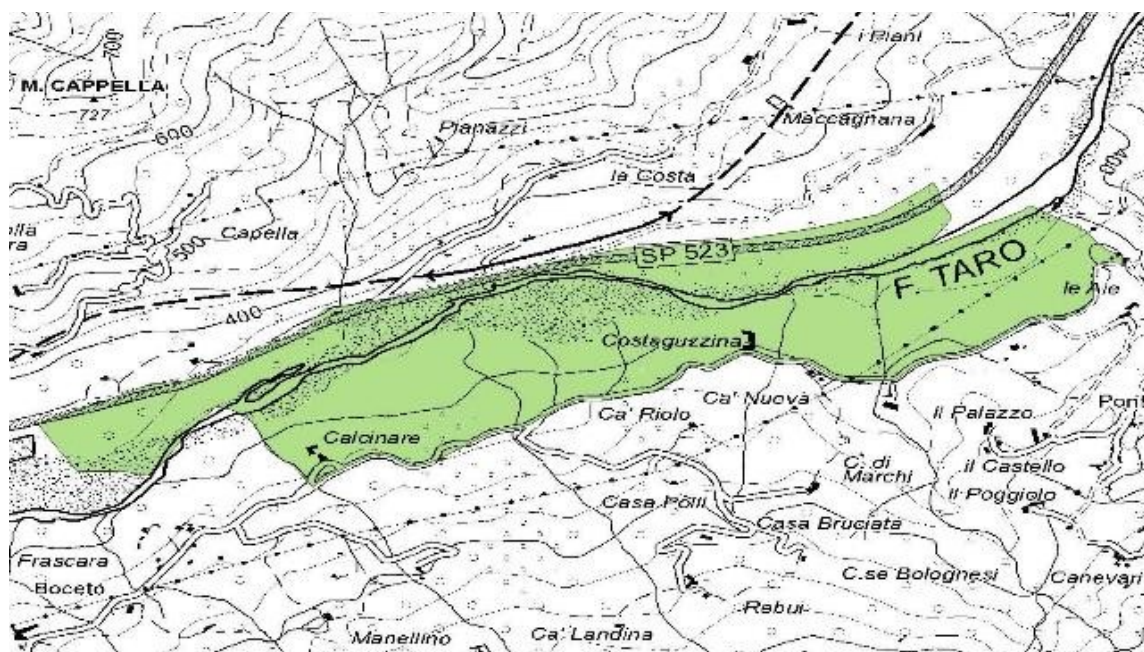 i Piani
700
M. CAPPELLA
727
Maccagnana
600
Pianazzi
la Costa
Capella
500
SP 523
F. TARO
400
le Aie
Costaguzzina
Ca' Nuova
Ca' Riolo
il Palazzo
Calcinare
il Castello
C. di
Marchi
Il Poggiolo
Casa Polli
Casa Bruciata
Frascara
Boceto
C.se Bolognesi
Canevari
Rabui
Manellino
Ca' Landina